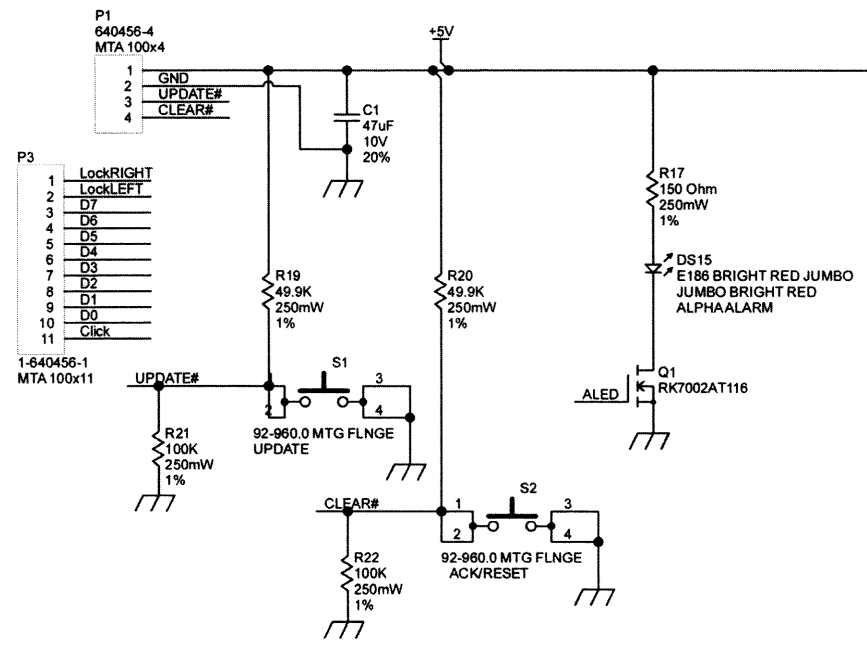 P1
640456-4
MTA 100x4
+5V
1
2
3
4
GND
UPDATE#
CLEAR#
C1
47uF
10V
20%
P3
1
2
3
4
5
6
7
8
9
10
11
LockRIGHT
LockLEFT
D7
D6
D5
D4
D3
D2
D1
D0
Click
1-640456-1
MTA 100x11
R17
150 Ohm
250mW
1%
DS15
E186 BRIGHT RED JUMBO
JUMBO BRIGHT RED
ALPHAALARM
R19
49.9K
250mW
1%
R20
49.9K
250mW
1%
Q1
RK7002AT116
ALED
UPDATE#
S1
1
2
3
4
92-960.0 MTG FLNGE
UPDATE
R21
100K
250mW
1%
CLEAR#
S2
1
2
3
4
92-960.0 MTG FLNGE
ACK/RESET
R22
100K
250mW
1%